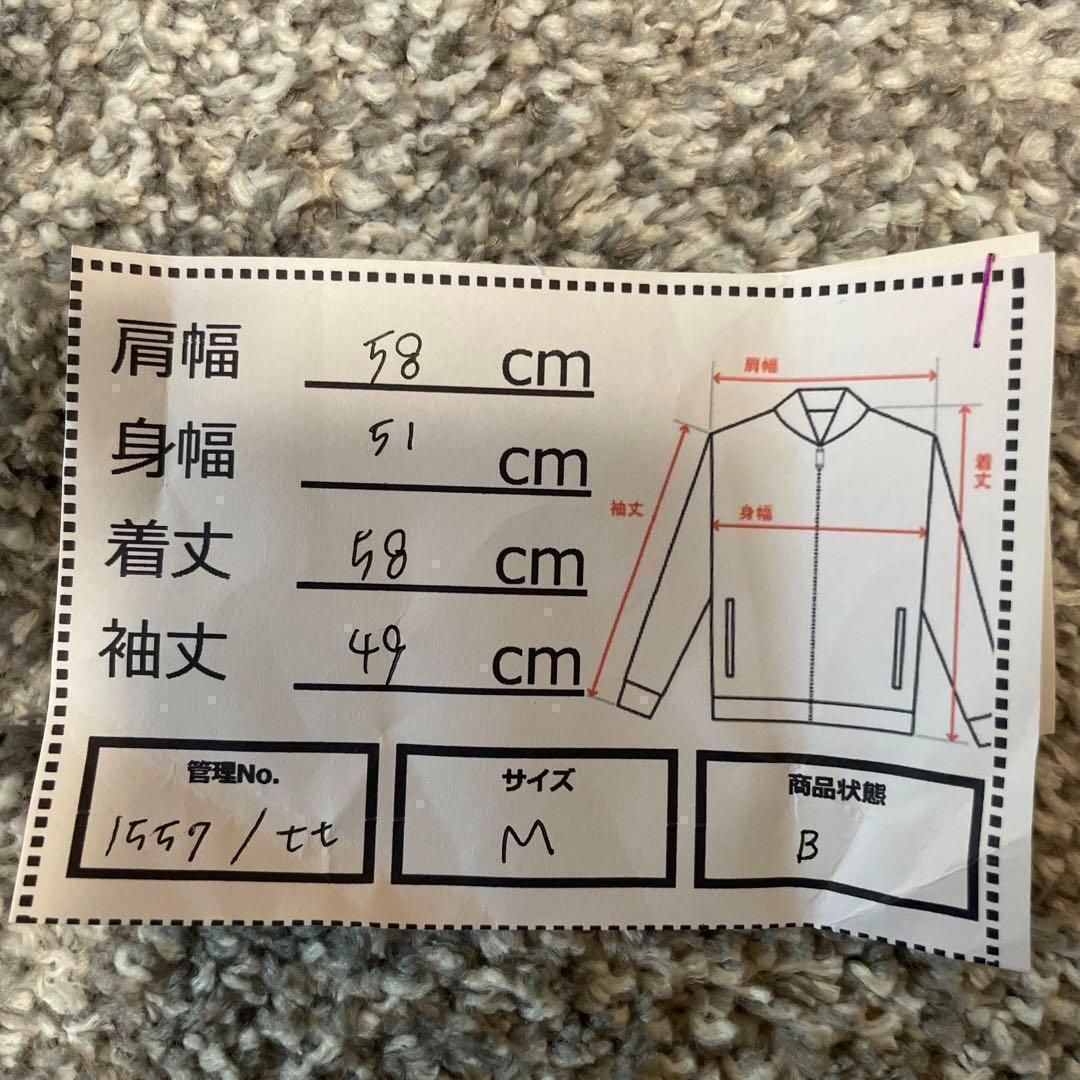 肩幅 58 cm
身幅 51 cm
着丈 58 cm
袖丈 49 cm
肩幅
袖丈
身幅
着丈
管理No.
1557/tt
サイズ
M
商品状態
B